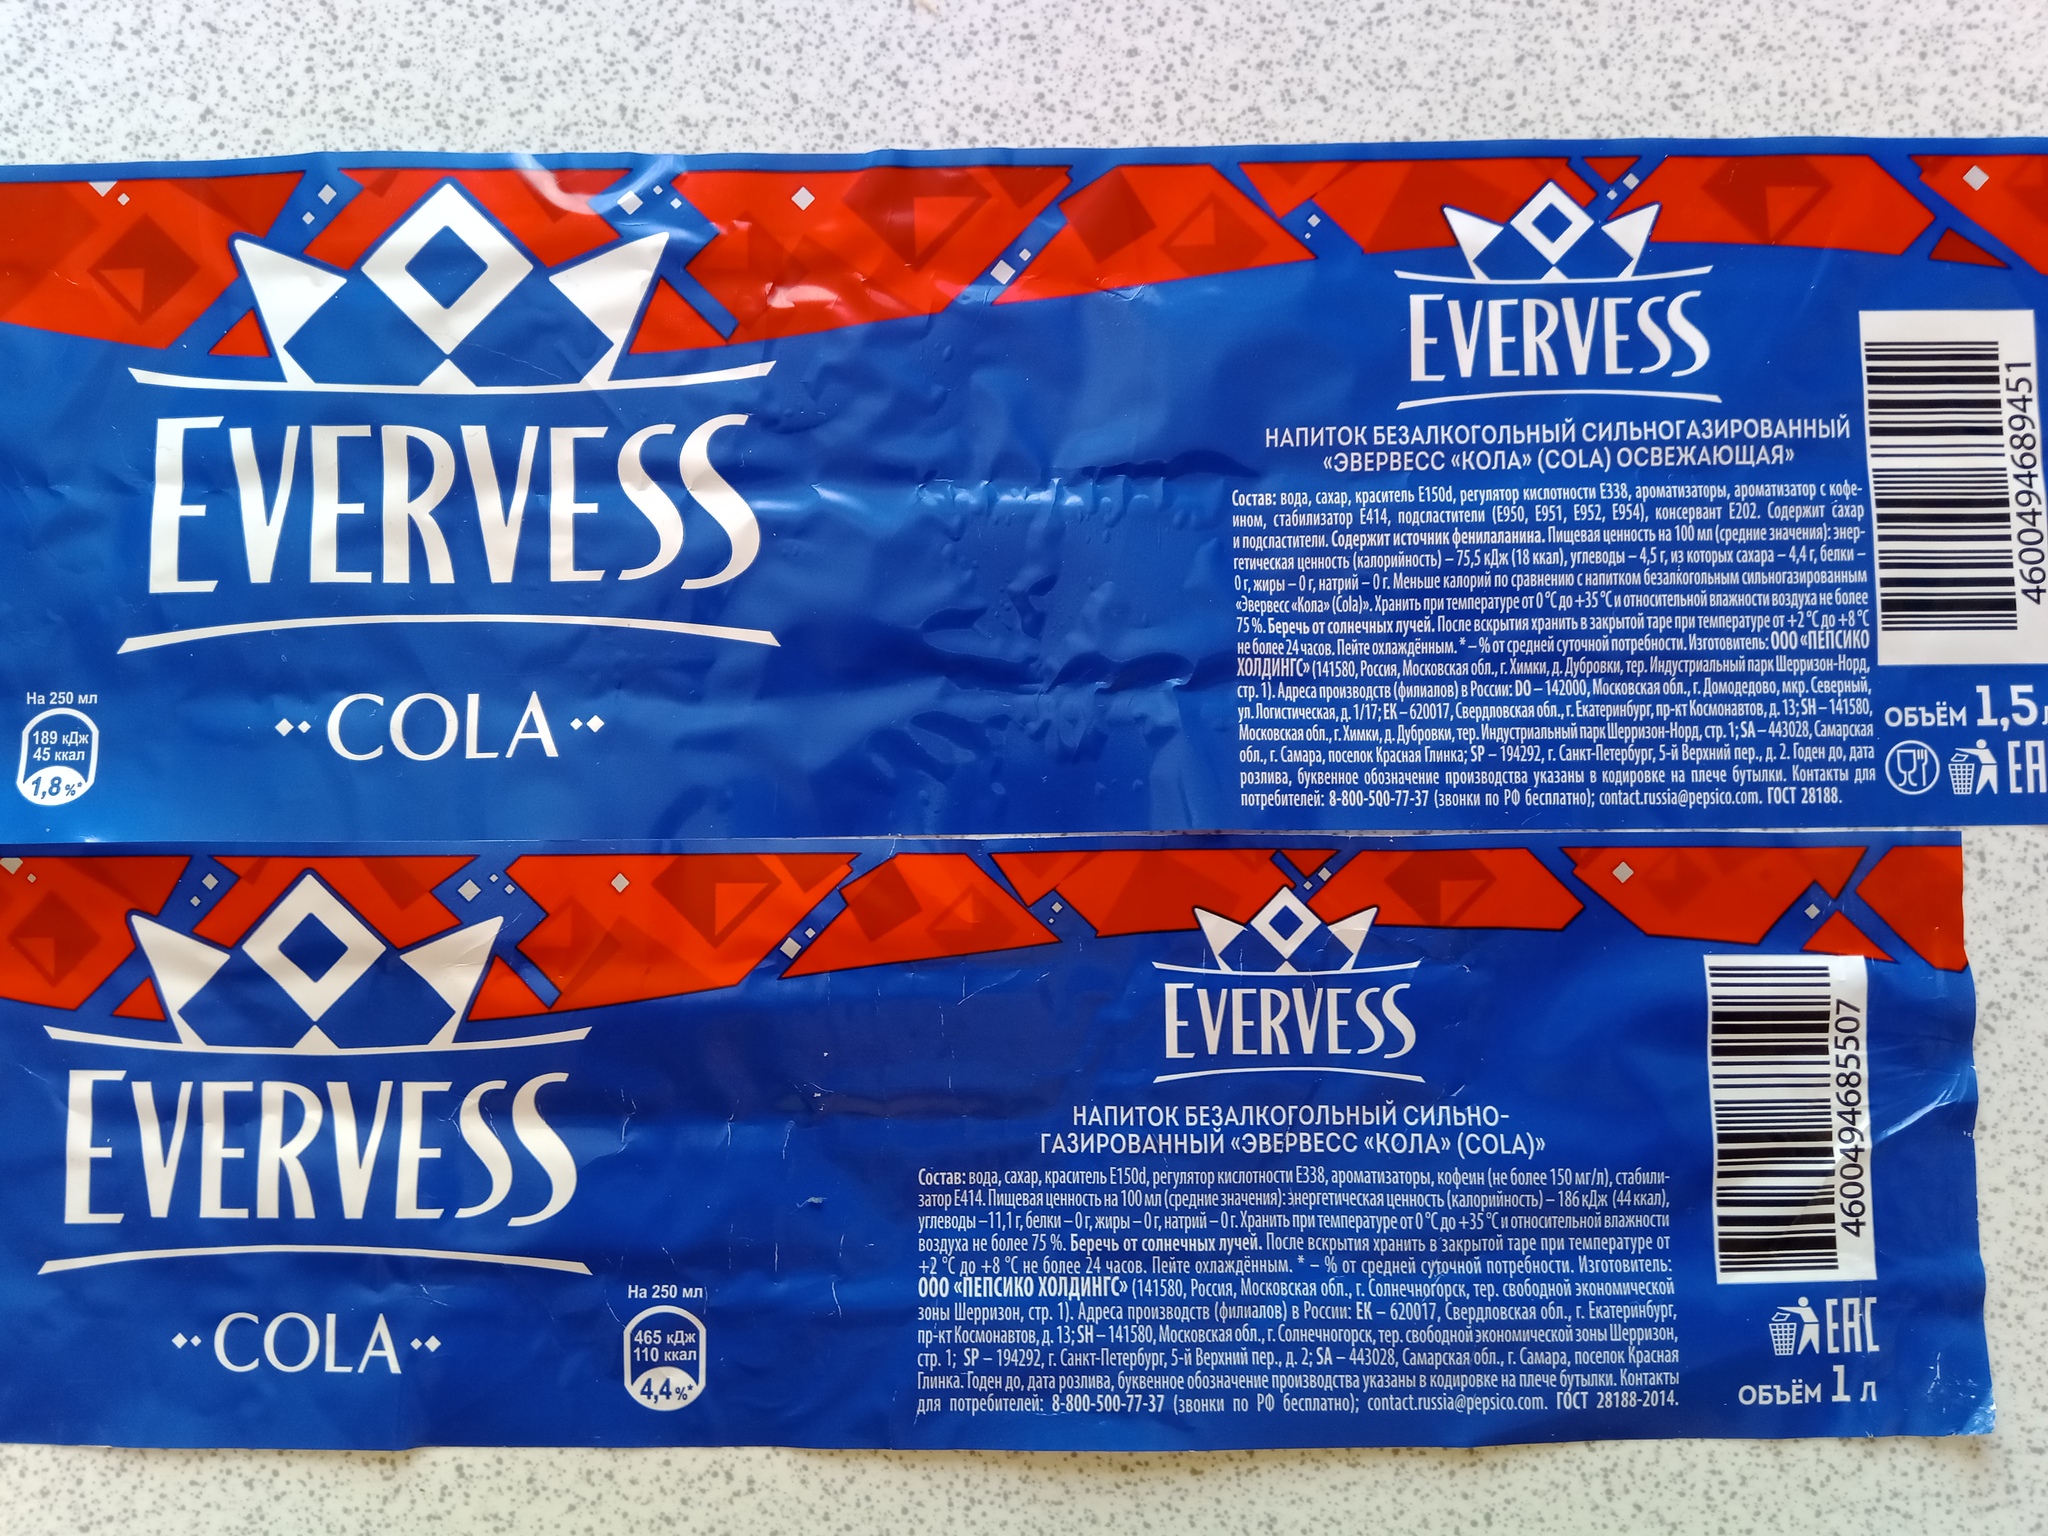 EVERVESS
COLA
На 250 мл
189 кДж
45 ккал
1,8%*
EVERVESS
НАПИТОК БЕЗАЛКОГОЛЬНЫЙ СИЛЬНОГАЗИРОВАННЫЙ
«ЭВЕРВЕСС «КОЛА» (COLA) ОСВЕЖАЮЩАЯ»
Состав: вода, сахар, краситель Е150d, регулятор кислотности Е338, ароматизаторы, ароматизатор с кофе-
ином, стабилизатор Е414, подсластители (Е950, Е951, Е952, Е954), консервант Е202. Содержит сахар
и подсластители. Содержит источник фенилаланина. Пищевая ценность на 100 мл (средние значения): энер-
гетическая ценность (калорийность) – 75,5 кДж (18 ккал), углеводы – 4,5 г, из которых сахара – 4,4 г, белки –
0 г, жиры – 0 г, натрий – 0 г. Меньше калорий по сравнению с напитком безалкогольным сильногазированным
«Эвервесс «Кола» (Cola)». Хранить при температуре от 0 °С до +35 °С и относительной влажности воздуха не более
75 %. Беречь от солнечных лучей. После вскрытия хранить в закрытой таре при температуре от +2 °С до +8 °С
не более 24 часов. Пейте охлаждённым. * – % от средней суточной потребности. Изготовитель: ООО «ПЕПСИКО
ХОЛДИНГС» (141580, Россия, Московская обл., г. Химки, д. Дубровки, тер. Индустриальный парк Шерризон-Норд,
стр. 1). Адреса производств (филиалов) в России: DO – 142000, Московская обл., г. Домодедово, мкр. Северный,
ул. Логистическая, д. 1/17; EK – 620017, Свердловская обл., г. Екатеринбург, пр-кт Космонавтов, д. 13; SH – 141580,
Московская обл., г. Химки, д. Дубровки, тер. Индустриальный парк Шерризон-Норд, стр. 1; SA – 443028, Самарская
обл., г. Самара, поселок Красная Глинка; SP – 194292, г. Санкт-Петербург, 5-й Верхний пер., д. 2. Годен до, дата
розлива, буквенное обозначение производства указаны в кодировке на плече бутылки. Контакты для
потребителей: 8-800-500-77-37 (звонки по РФ бесплатно); contact.russia@pepsico.com. ГОСТ 28188.
4600494689451
ОБЪЁМ 1,5 л
EA
EVERVESS
COLA
На 250 мл
465 кДж
110 ккал
4,4%*
EVERVESS
НАПИТОК БЕЗАЛКОГОЛЬНЫЙ СИЛЬНО-
ГАЗИРОВАННЫЙ «ЭВЕРВЕСС «КОЛА» (COLA)»
Состав: вода, сахар, краситель Е150d, регулятор кислотности Е338, ароматизаторы, кофеин (не более 150 мг/л), стабили-
затор Е414. Пищевая ценность на 100 мл (средние значения): энергетическая ценность (калорийность) – 186 кДж (44 ккал),
углеводы – 11,1 г, белки – 0 г, жиры – 0 г, натрий – 0 г. Хранить при температуре от 0 °С до +35 °С и относительной влажности
воздуха не более 75 %. Беречь от солнечных лучей. После вскрытия хранить в закрытой таре при температуре от
+2 °С до +8 °С не более 24 часов. Пейте охлаждённым. * – % от средней суточной потребности. Изготовитель:
ООО «ПЕПСИКО ХОЛДИНГС» (141580, Россия, Московская обл., г. Солнечногорск, тер. свободной экономической
зоны Шерризон, стр. 1). Адреса производств (филиалов) в России: EK – 620017, Свердловская обл., г. Екатеринбург,
пр-кт Космонавтов, д. 13; SH – 141580, Московская обл., г. Солнечногорск, тер. свободной экономической зоны Шерризон,
стр. 1; SP – 194292, г. Санкт-Петербург, 5-й Верхний пер., д. 2; SA – 443028, Самарская обл., г. Самара, поселок Красная
Глинка. Годен до, дата розлива, буквенное обозначение производства указаны в кодировке на плече бутылки. Контакты
для потребителей: 8-800-500-77-37 (звонки по РФ бесплатно); contact.russia@pepsico.com. ГОСТ 28188-2014.
4600494685507
EAC
ОБЪЁМ 1 л